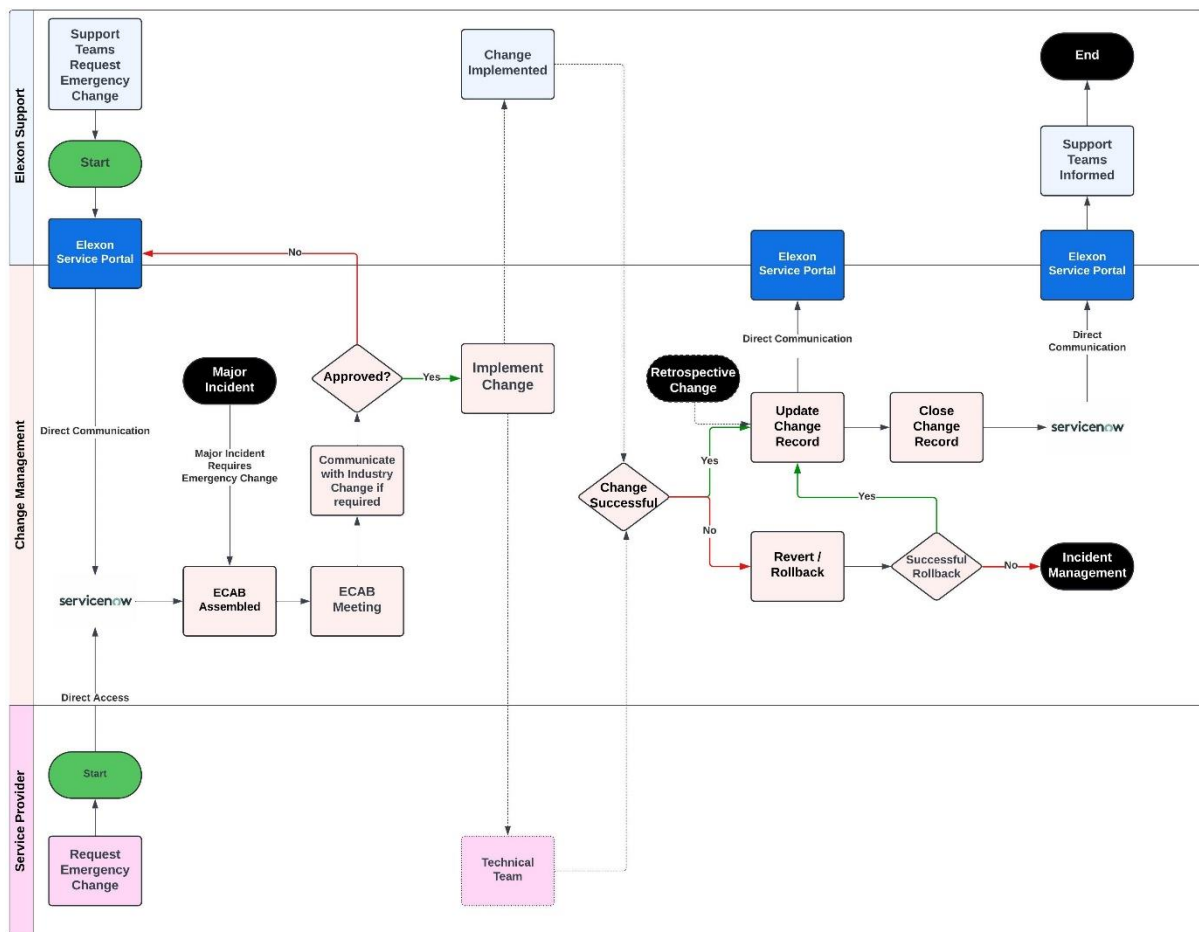 Elexon Support
Support
Teams
Request
Emergency
Change
Start
Elexon
Service Portal
No
Change
Implemented
End
Support
Teams
Informed
Elexon
Service Portal
Elexon
Service Portal
Change Management
Direct Communication
Major
Incident
Major Incident
Requires
Emergency Change
Approved?
Yes
Implement
Change
Communicate
with Industry
Change if
required
servicenow
ECAB
Assembled
ECAB
Meeting
Direct Access
Change
Successful
Yes
No
Retrospective
Change
Direct Communication
Update
Change
Record
Close
Change
Record
servicenow
Direct
Communication
Yes
Revert /
Rollback
Successful
Rollback
No
Incident
Management
Service Provider
Start
Request
Emergency
Change
Technical
Team